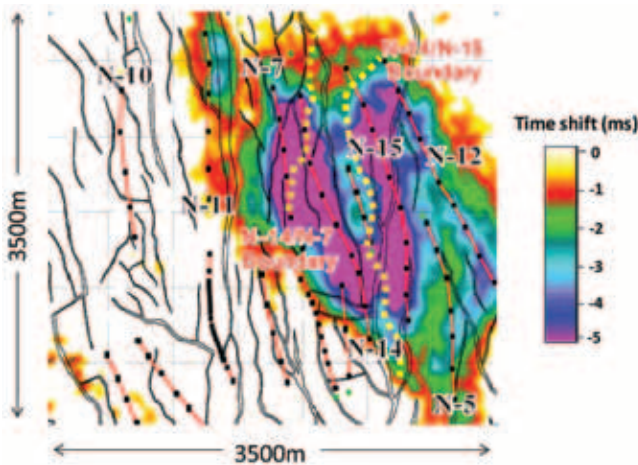 N-14/N-15
Boundary
N-7
N-10
N-15
N-12
N-11
N-14/N-7
Boundary
N-14
N-5
3500m
3500m
Time shift (ms)
0
-1
-2
-3
-4
-5